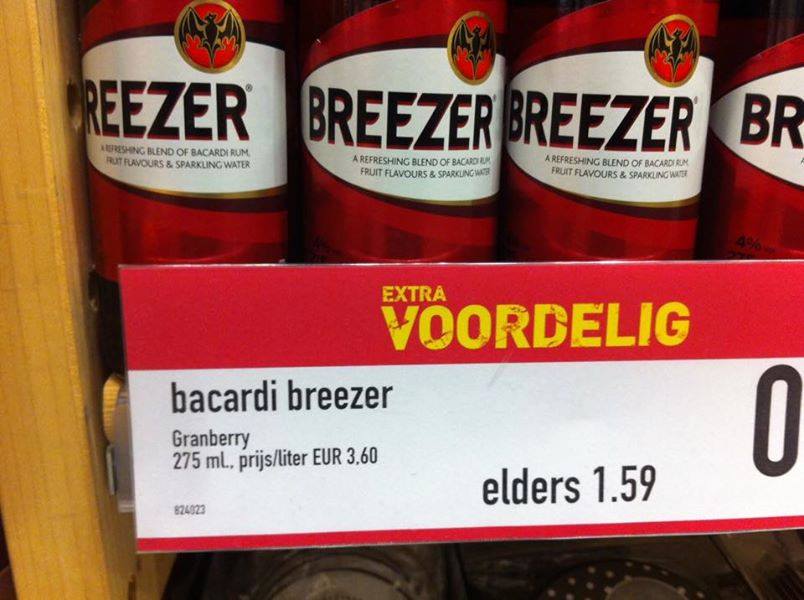 REEZER®
A REFRESHING BLEND OF BACARDI RUM,
FRUIT FLAVOURS & SPARKLING WATER
BREEZER
A REFRESHING BLEND OF BACARDI RUM,
FRUIT FLAVOURS & SPARKLING WATER
BREEZER®
A REFRESHING BLEND OF BACARDI RUM,
FRUIT FLAVOURS & SPARKLING WATER
BR
4%
EXTRA
VOORDELIG
bacardi breezer
Granberry
275 ml., prijs/liter EUR 3,60
824023
elders 1.59
0